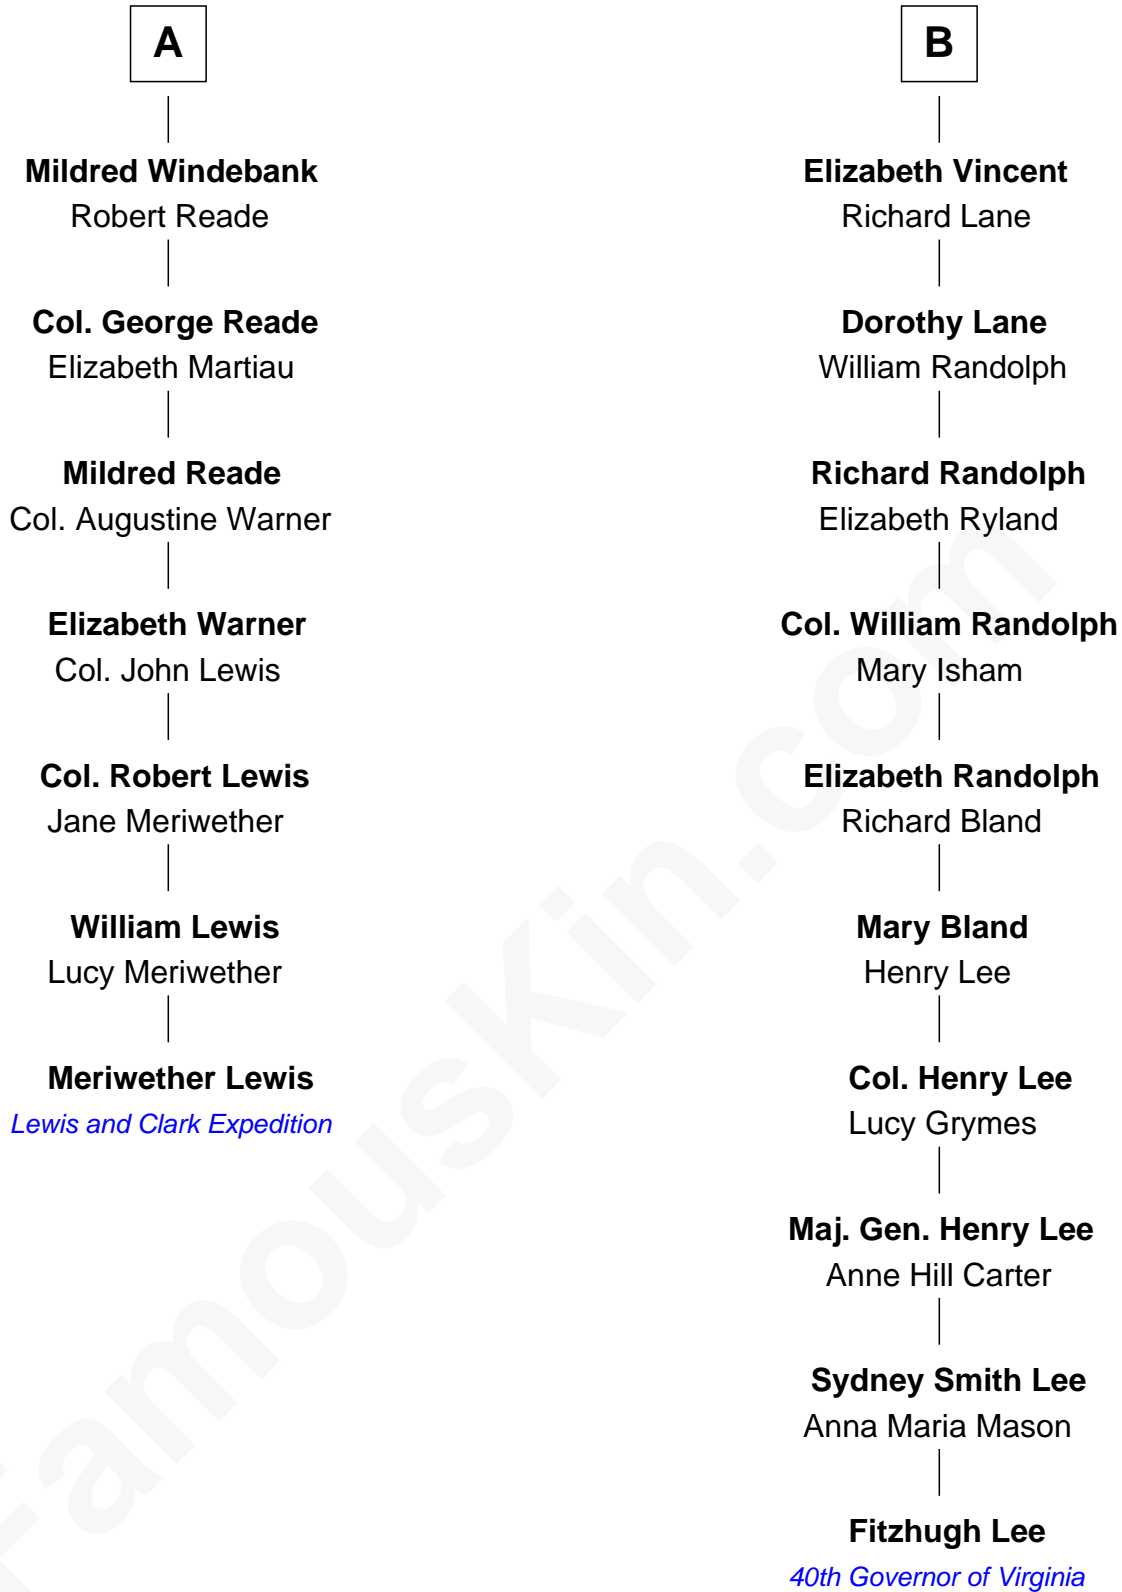 A
Mildred Windebank
Robert Reade
Col. George Reade
Elizabeth Martiau
Mildred Reade
Col. Augustine Warner
Elizabeth Warner
Col. John Lewis
Col. Robert Lewis
Jane Meriwether
William Lewis
Lucy Meriwether
Meriwether Lewis
Lewis and Clark Expedition
B
Elizabeth Vincent
Richard Lane
Dorothy Lane
William Randolph
Richard Randolph
Elizabeth Ryland
Col. William Randolph
Mary Isham
Elizabeth Randolph
Richard Bland
Mary Bland
Henry Lee
Col. Henry Lee
Lucy Grymes
Maj. Gen. Henry Lee
Anne Hill Carter
Sydney Smith Lee
Anna Maria Mason
Fitzhugh Lee
40th Governor of Virginia
FamousKin.com